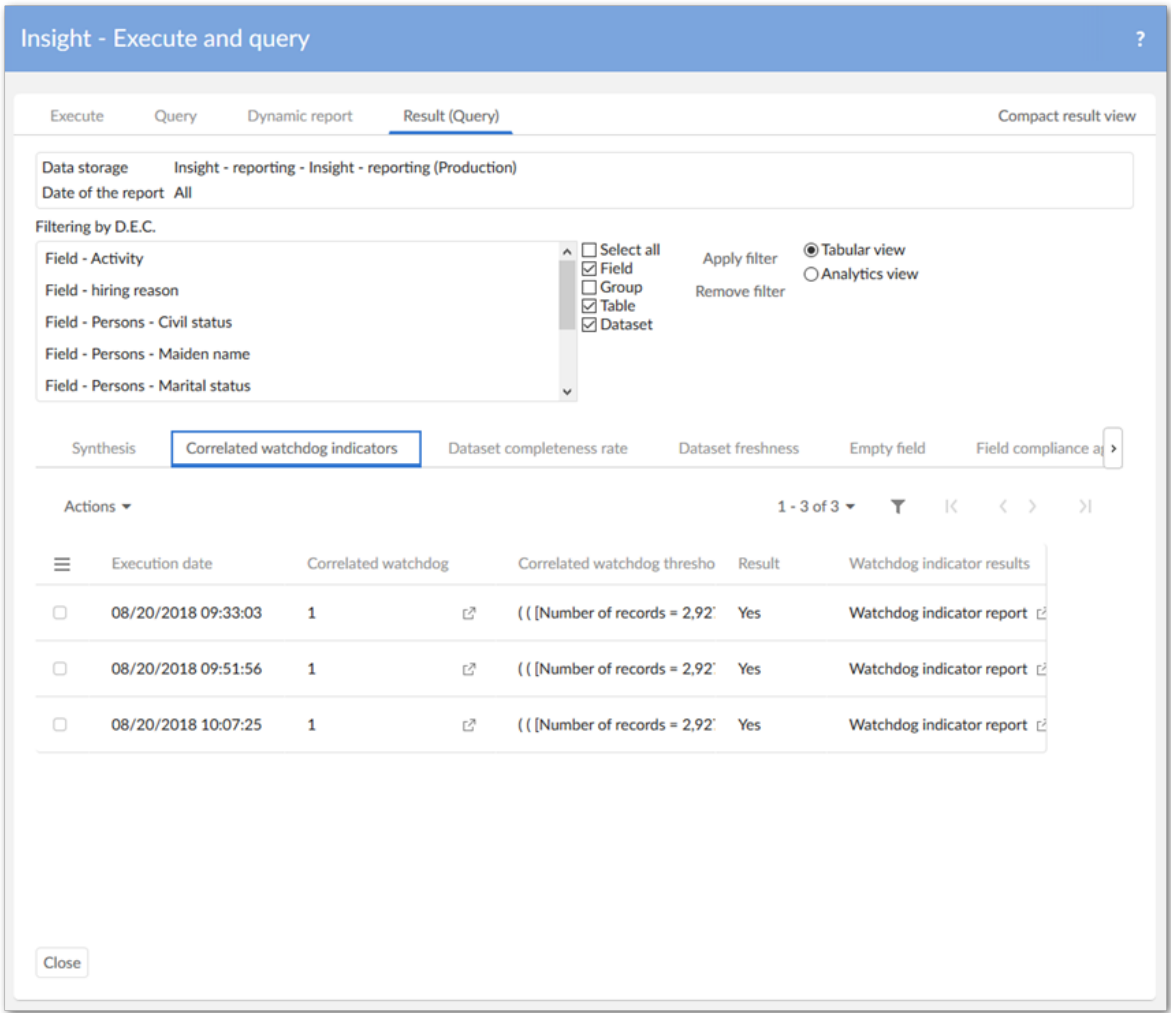 Insight - Execute and query ?
Execute Query Dynamic report Result (Query) Compact result view
Data storage Insight - reporting - Insight - reporting (Production)
Date of the report All
Filtering by D.E.C.
Field - Activity
Field - hiring reason
Field - Persons - Civil status
Field - Persons - Maiden name
Field - Persons - Marital status
Select all
Field
Group
Table
Dataset
Apply filter
Remove filter
Tabular view
Analytics view
Synthesis Correlated watchdog indicators Dataset completeness rate Dataset freshness Empty field Field compliance
Actions 1 - 3 of 3
Execution date Correlated watchdog Correlated watchdog thresho Result Watchdog indicator results
08/20/2018 09:33:03 1 ( ( [Number of records = 2,92 Yes Watchdog indicator report
08/20/2018 09:51:56 1 ( ( [Number of records = 2,92 Yes Watchdog indicator report
08/20/2018 10:07:25 1 ( ( [Number of records = 2,92 Yes Watchdog indicator report
Close